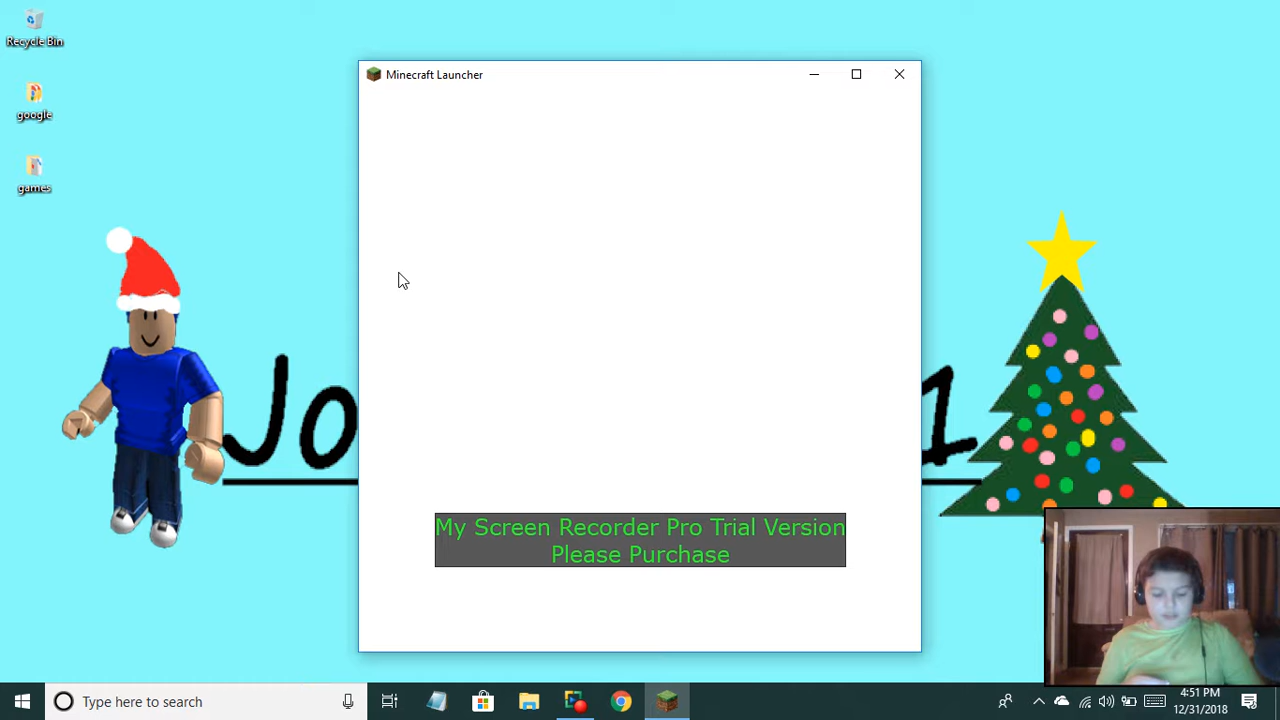 Recycle Bin
google
games
Minecraft Launcher
Jo
1
My Screen Recorder Pro Trial Version
Please Purchase
Type here to search
4:51 PM
12/31/2018